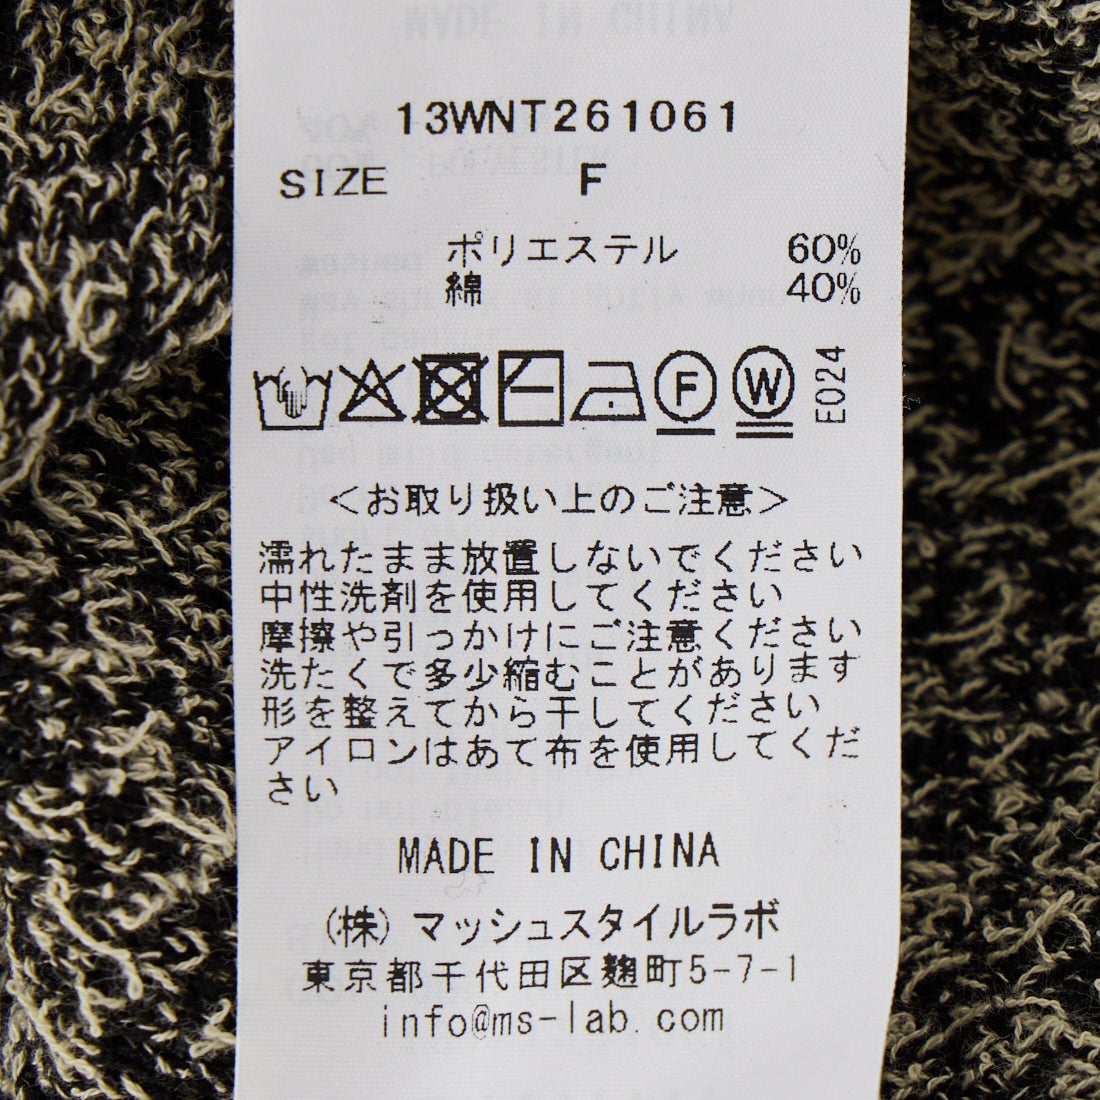 13WNT261061
SIZE F
ポリエステル 60%
綿 40%
F W E024
<お取り扱い上のご注意>
濡れたまま放置しないでください
中性洗剤を使用してください
摩擦や引っかけにご注意ください
洗たくで多少縮むことがあります
形を整えてから干してください
アイロンはあて布を使用してくだ
さい
MADE IN CHINA
(株)マッシュスタイルラボ
東京都千代田区麹町5-7-1
info@ms-lab.com